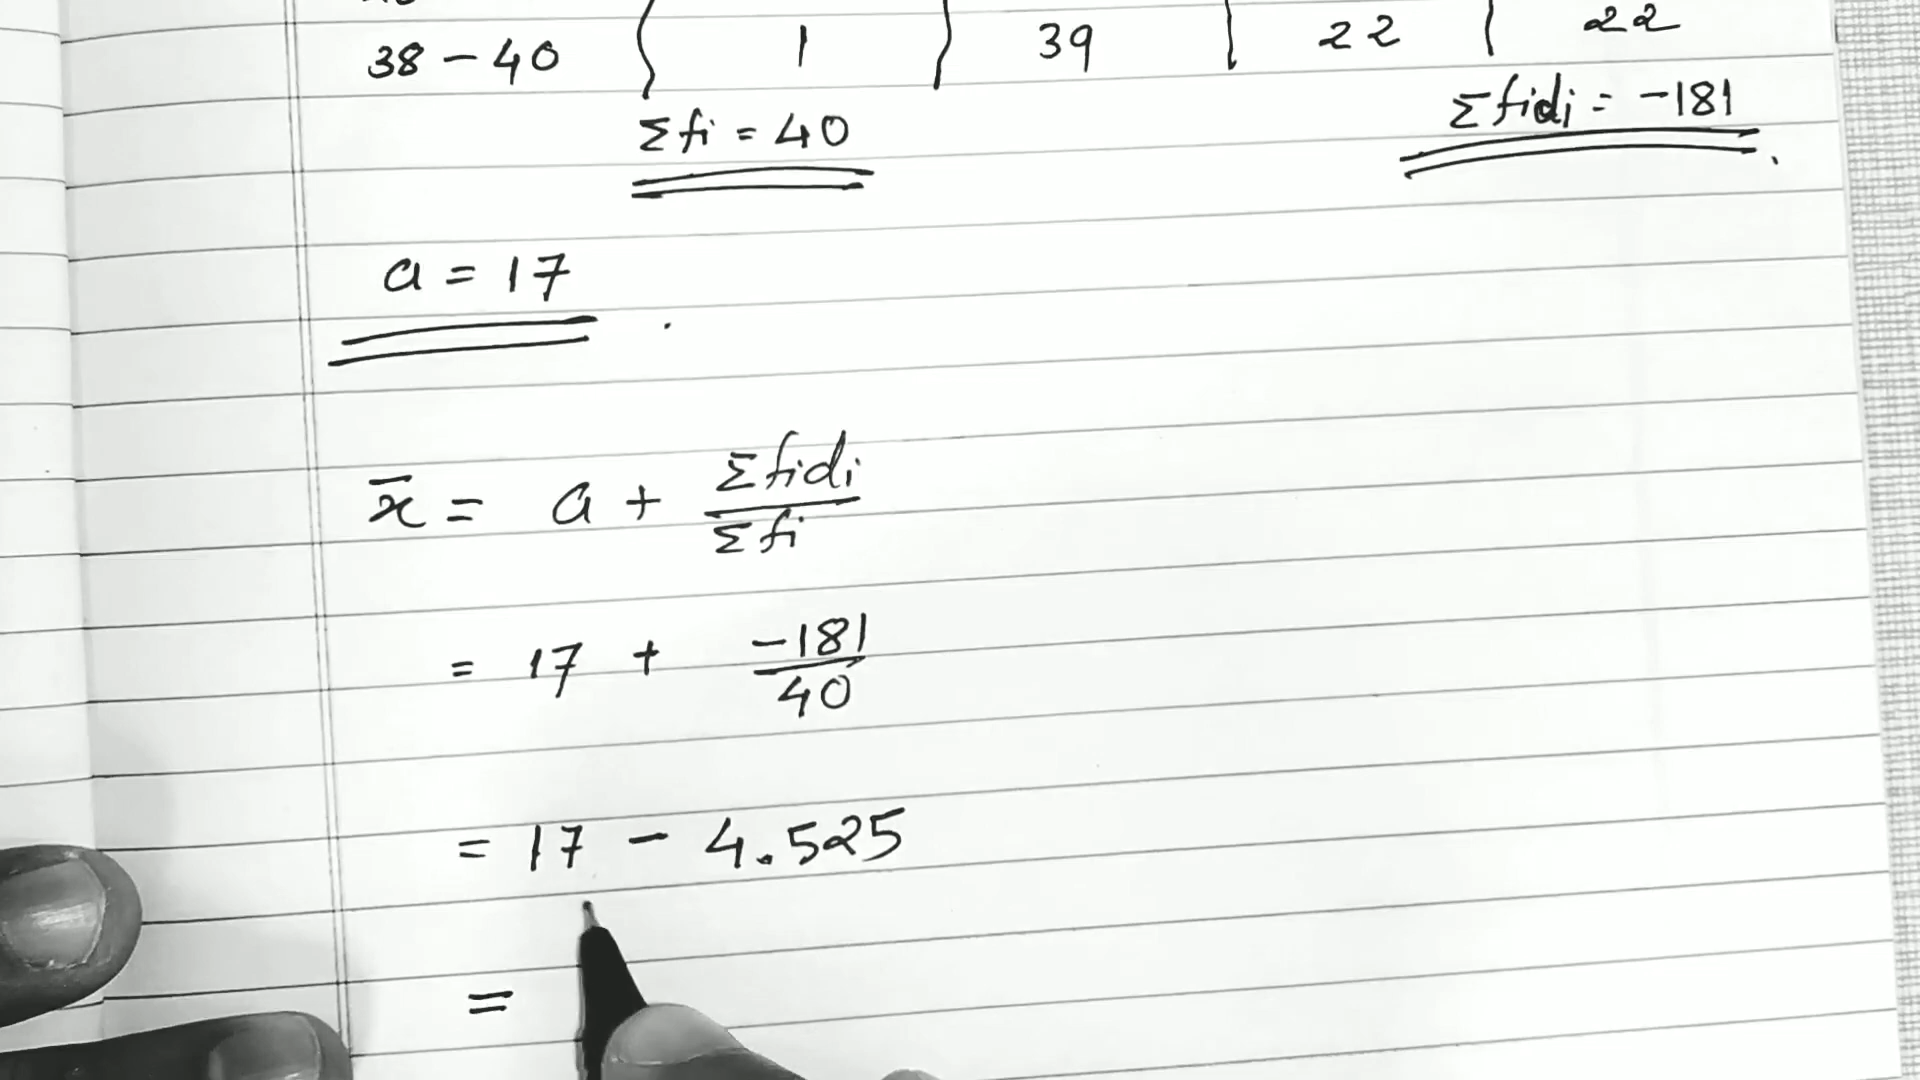 38 - 40 1 39 22 22
Σfi = 40 Σfidi = -181
a = 17
x̄ = a + Σfidi / Σfi
= 17 + -181 / 40
= 17 - 4.525
=